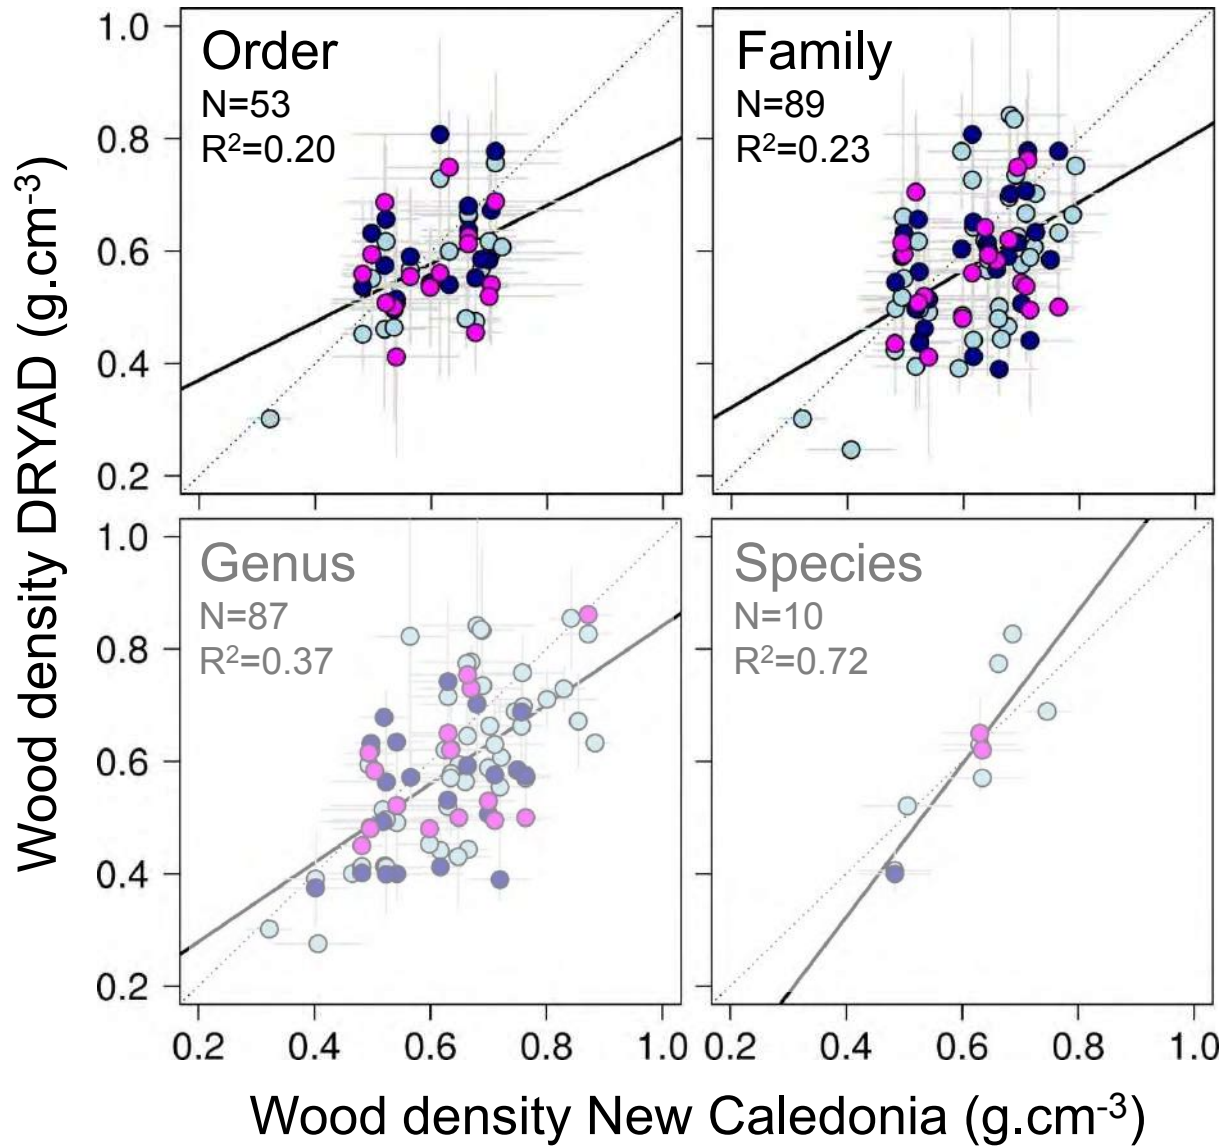 Wood density DRYAD (g.cm-3)
1.0
0.8
0.6
0.4
0.2
Order
N=53
R2=0.20
Family
N=89
R2=0.23
1.0
0.8
0.6
0.4
0.2
Genus
N=87
R2=0.37
Species
N=10
R2=0.72
0.2 0.4 0.6 0.8 1.0
0.2 0.4 0.6 0.8 1.0
Wood density New Caledonia (g.cm-3)